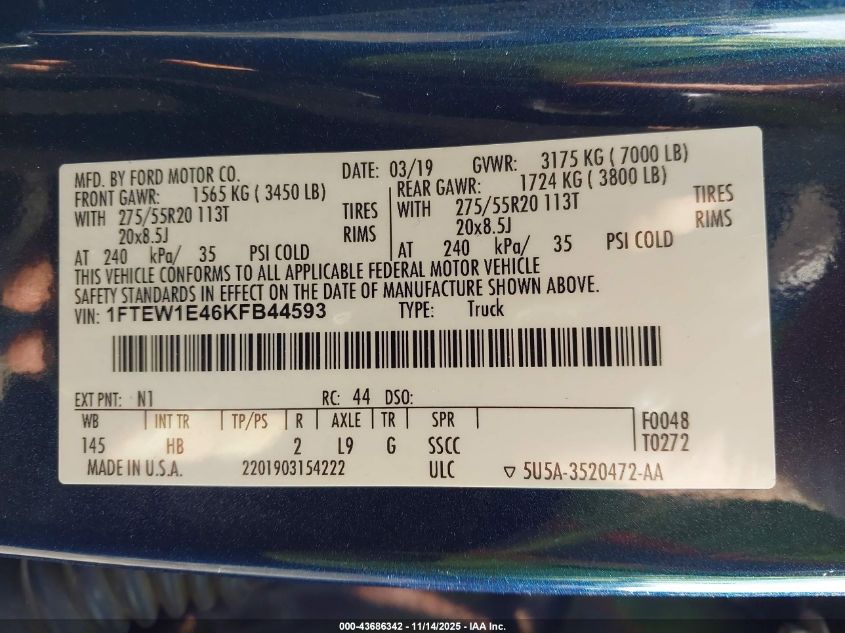 MFD. BY FORD MOTOR CO. DATE: 03/19 GVWR: 3175 KG ( 7000 LB)
FRONT GAWR: 1565 KG ( 3450 LB) REAR GAWR: 1724 KG ( 3800 LB)
WITH 275/55R20 113T TIRES WITH 275/55R20 113T TIRES
20x8.5J RIMS 20x8.5J RIMS
AT 240 kPa/ 35 PSI COLD AT 240 kPa/ 35 PSI COLD
THIS VEHICLE CONFORMS TO ALL APPLICABLE FEDERAL MOTOR VEHICLE
SAFETY STANDARDS IN EFFECT ON THE DATE OF MANUFACTURE SHOWN ABOVE.
VIN: 1FTEW1E46KFB44593 TYPE: Truck
EXT PNT: N1 RC: 44 DSO:
WB INT TR TP/PS R AXLE TR SPR F0048
145 HB 2 L9 G SSCC T0272
MADE IN U.S.A. 2201903154222 ULC ▽ 5U5A-3520472-AA
000-43686342 | 11/14/2025 - IAA Inc.